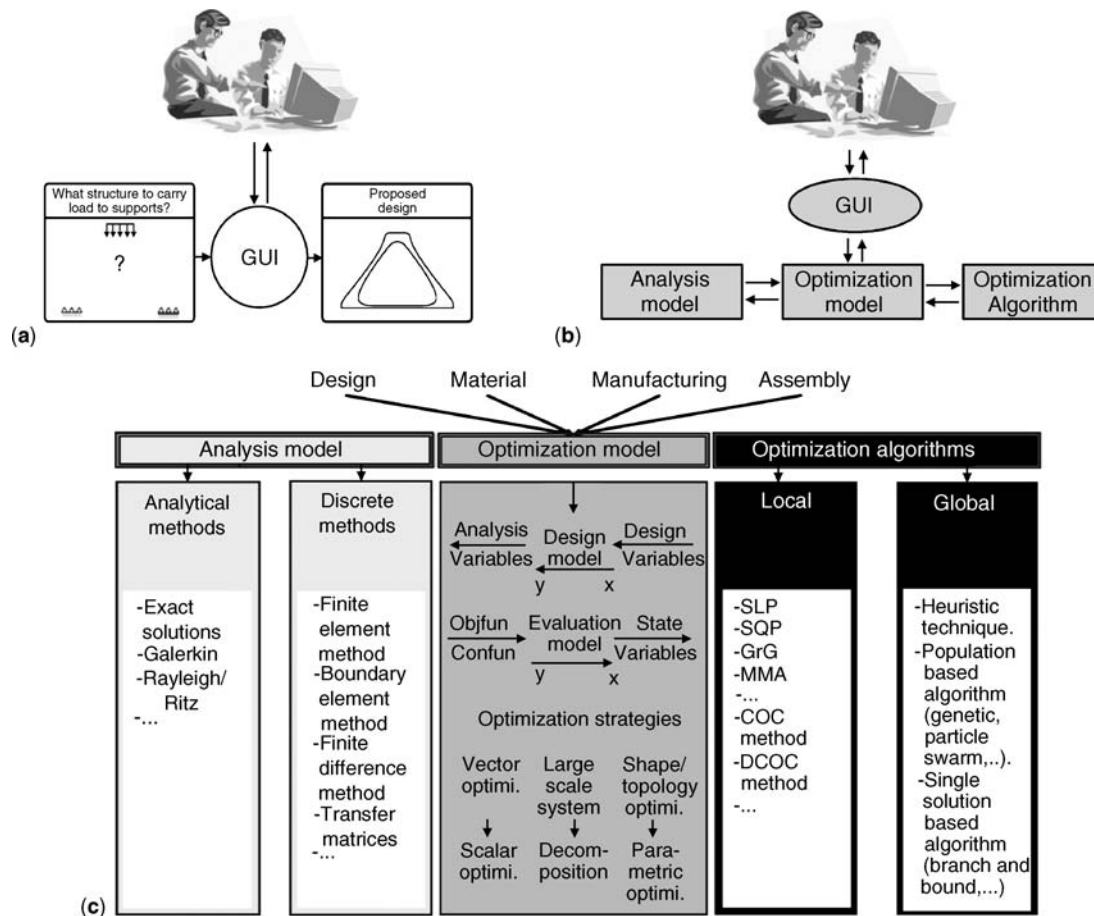 What structure to carry
load to supports?
?
GUI
Proposed
design
(a)
GUI
Analysis
model
Optimization
model
Optimization
Algorithm
(b)
Design
Material
Manufacturing
Assembly
Analysis model
Optimization model
Optimization algorithms
Analytical
methods
-Exact
solutions
-Galerkin
-Rayleigh/
Ritz
-...
Discrete
methods
-Finite
element
method
-Boundary
element
method
-Finite
difference
method
-Transfer
matrices
-...
Analysis
Variables
Design
model
Design
Variables
y
x
Objfun
Confun
Evaluation
model
State
Variables
y
x
Optimization strategies
Vector
optimi.
Large
scale
system
Shape/
topology
optimi.
Scalar
optimi.
Decom-
position
Para-
metric
optimi.
Local
-SLP
-SQP
-GrG
-MMA
-...
-COC
method
-DCOC
method
-...
Global
-Heuristic
technique.
-Population
based
algorithm
(genetic,
particle
swarm,..).
-Single
solution
based
algorithm
(branch and
bound,...)
(c)